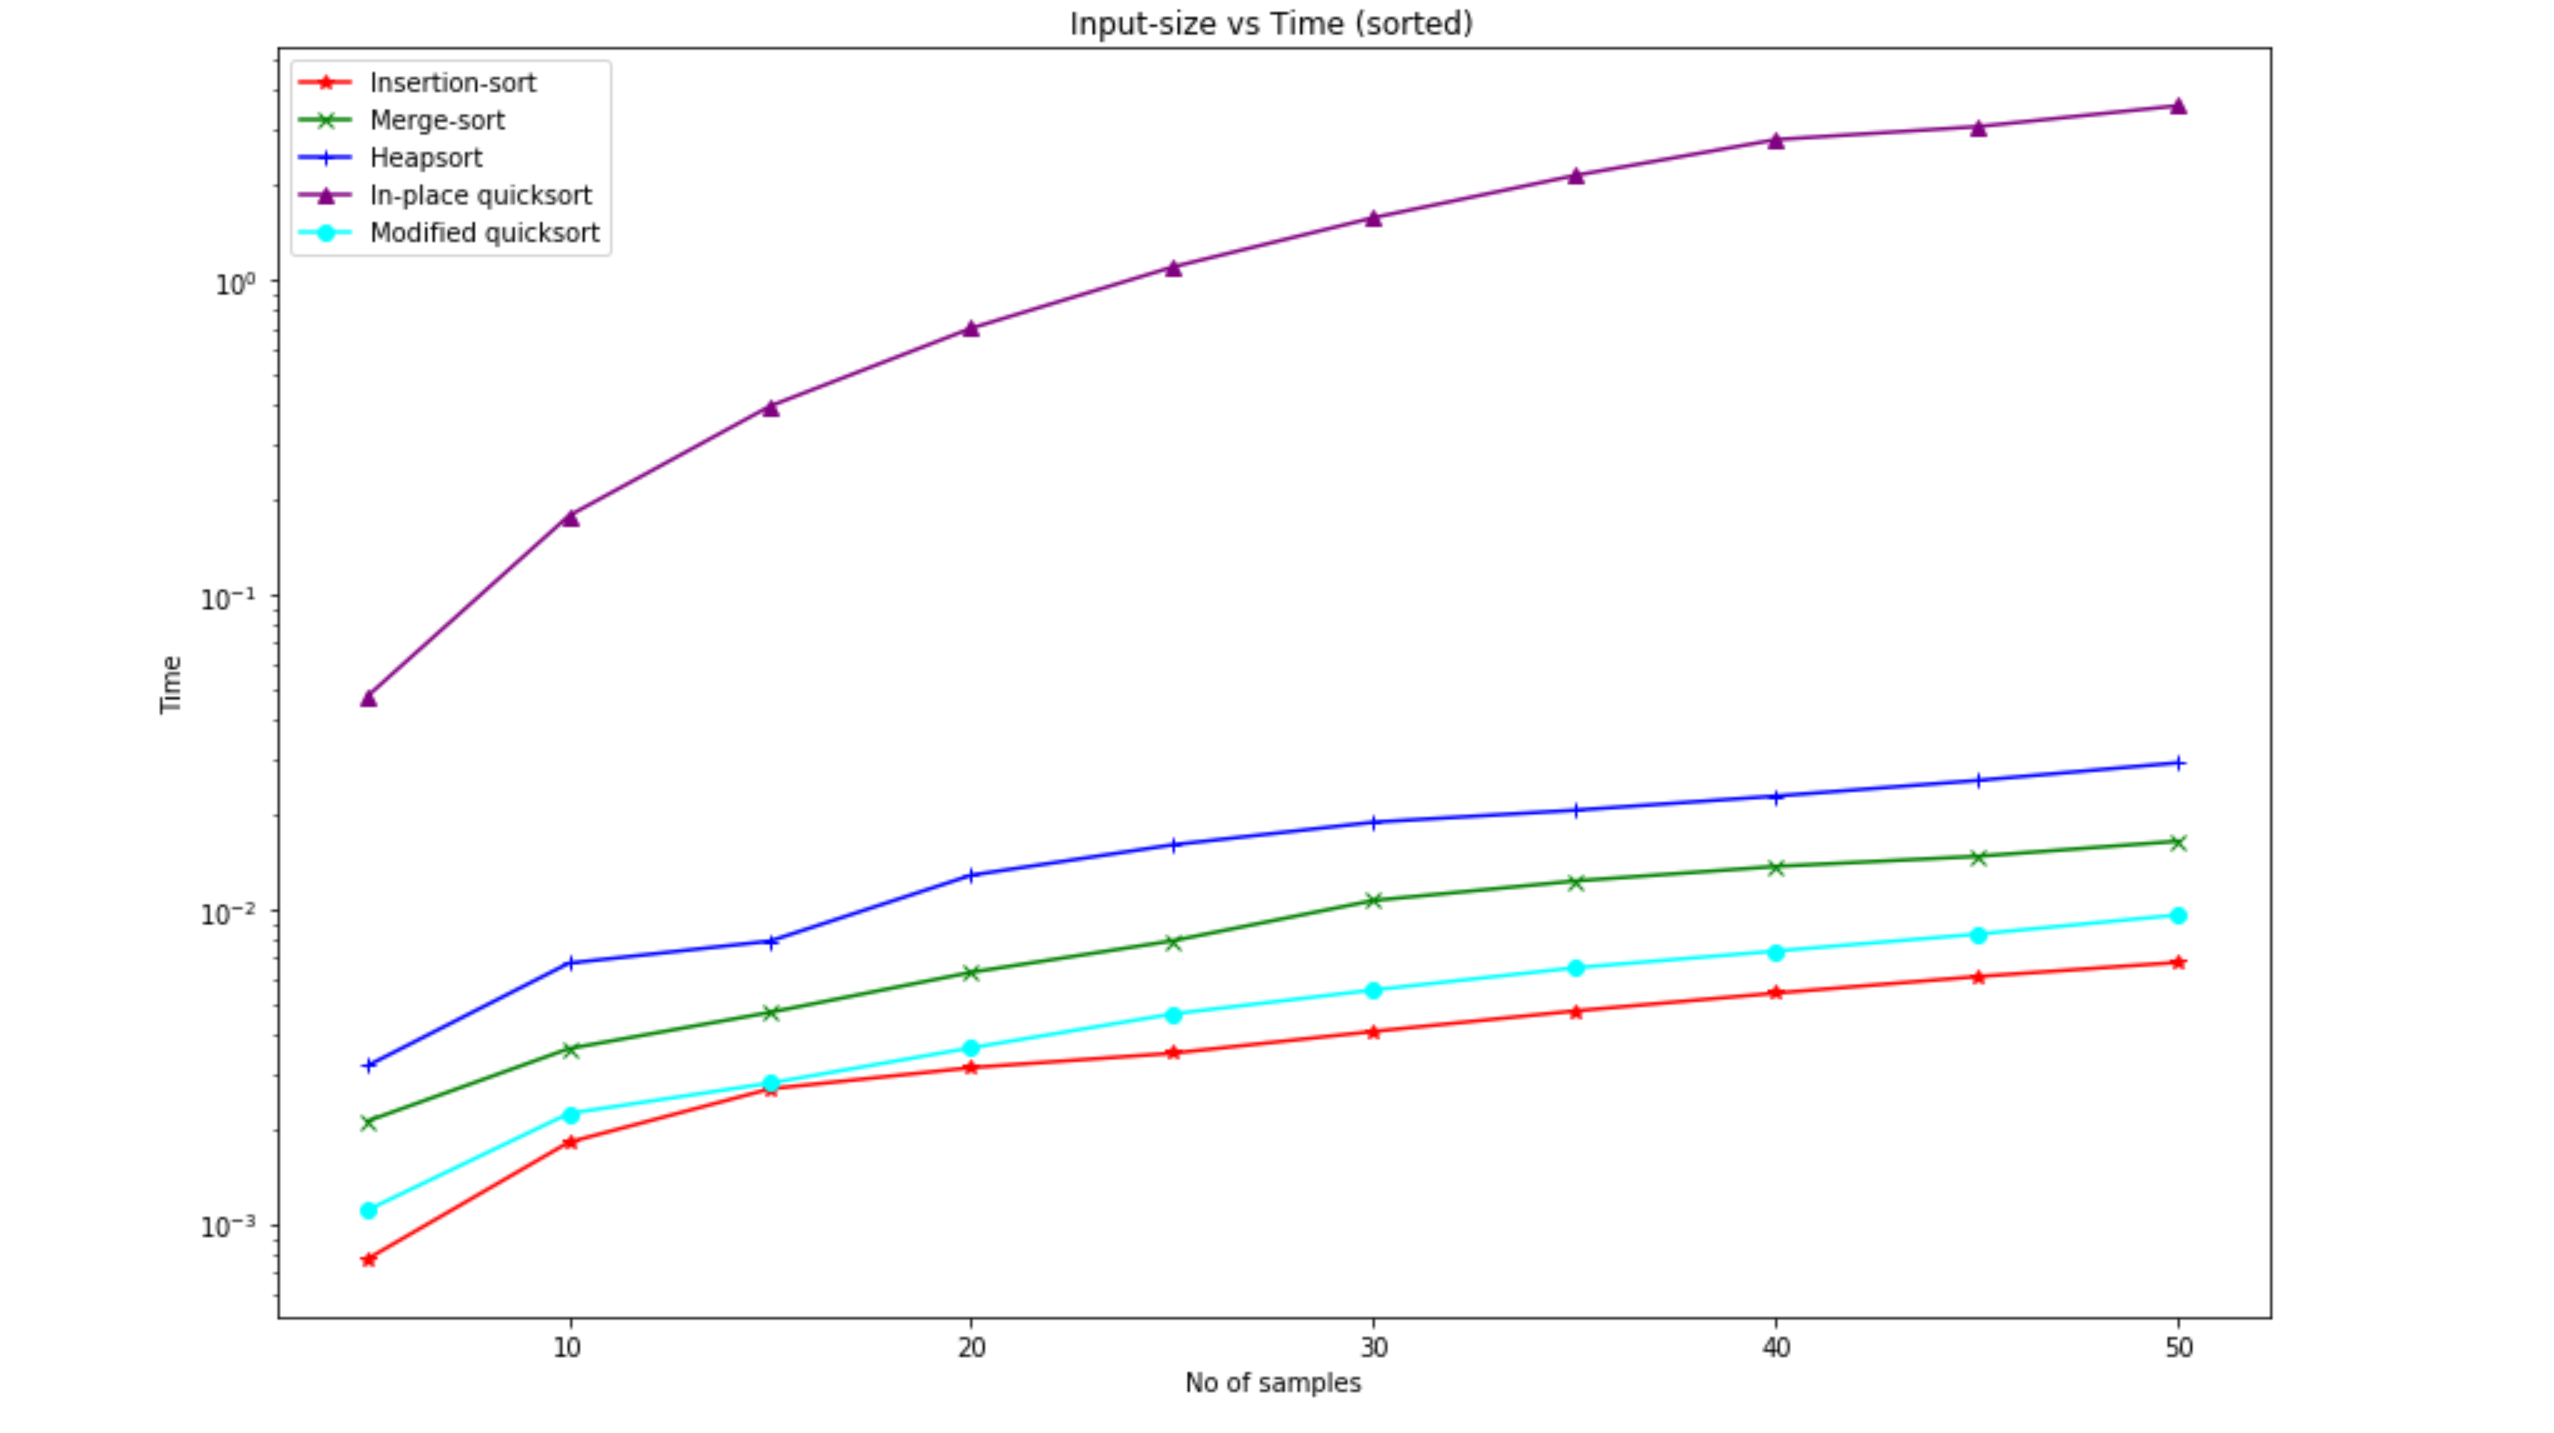 Input-size vs Time (sorted)
Insertion-sort
Merge-sort
Heapsort
In-place quicksort
Modified quicksort
10⁰
10⁻¹
10⁻²
10⁻³
Time
10 20 30 40 50
No of samples